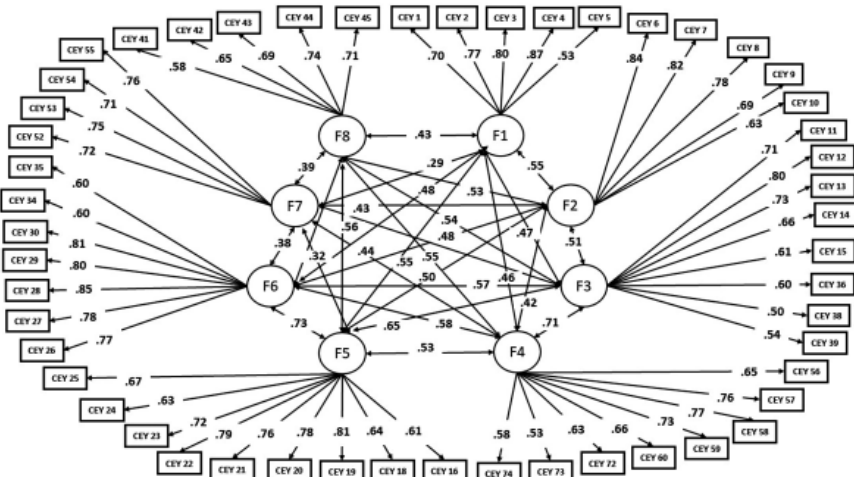 CEY 44
CEY 45
CEY 1
CEY 2
CEY 3
CEY 4
CEY 5
CEY 43
CEY 42
CEY 41
CEY 55
CEY 54
CEY 53
CEY 52
CEY 35
CEY 34
CEY 30
CEY 29
CEY 28
CEY 27
CEY 26
CEY 25
CEY 24
CEY 23
CEY 22
CEY 21
CEY 20
CEY 19
CEY 18
CEY 16
CEY 74
CEY 73
CEY 72
CEY 60
CEY 59
CEY 58
CEY 57
CEY 56
CEY 39
CEY 38
CEY 36
CEY 15
CEY 14
CEY 13
CEY 12
CEY 11
CEY 10
CEY 9
CEY 8
CEY 7
CEY 6
.58
.65
.69
.74
.71
.70
.77
.80
.87
.53
.84
.82
.78
.69
.63
.71
.80
.73
.66
.61
.60
.50
.54
.65
.76
.77
.73
.66
.63
.53
.58
.61
.64
.81
.78
.76
.79
.72
.63
.67
.77
.78
.85
.80
.81
.60
.60
.72
.75
.71
.76
F8
F1
F7
F2
F6
F3
F5
F4
.43
.39
.29
.55
.48
.53
.43
.56
.54
.48
.47
.51
.38
.32
.44
.55
.55
.50
.57
.46
.42
.73
.65
.58
.71
.53